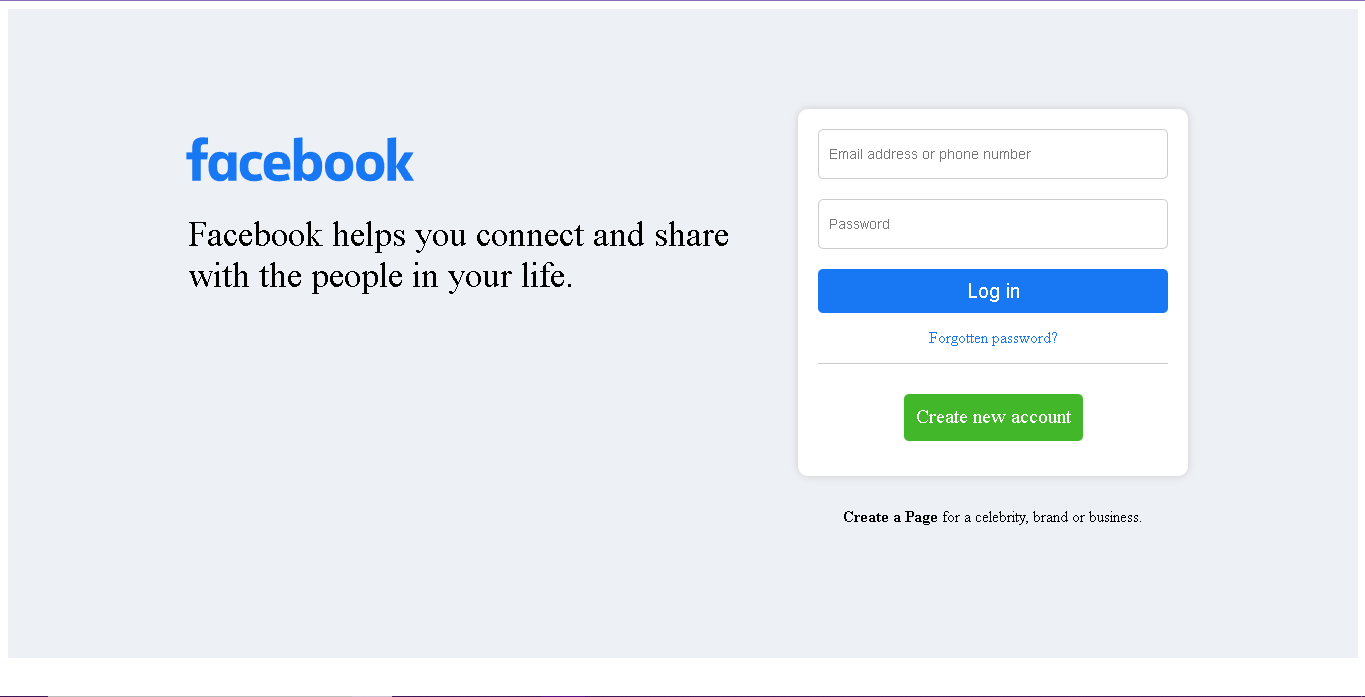 facebook
Facebook helps you connect and share
with the people in your life.
Email address or phone number
Password
Log in
Forgotten password?
Create new account
Create a Page for a celebrity, brand or business.